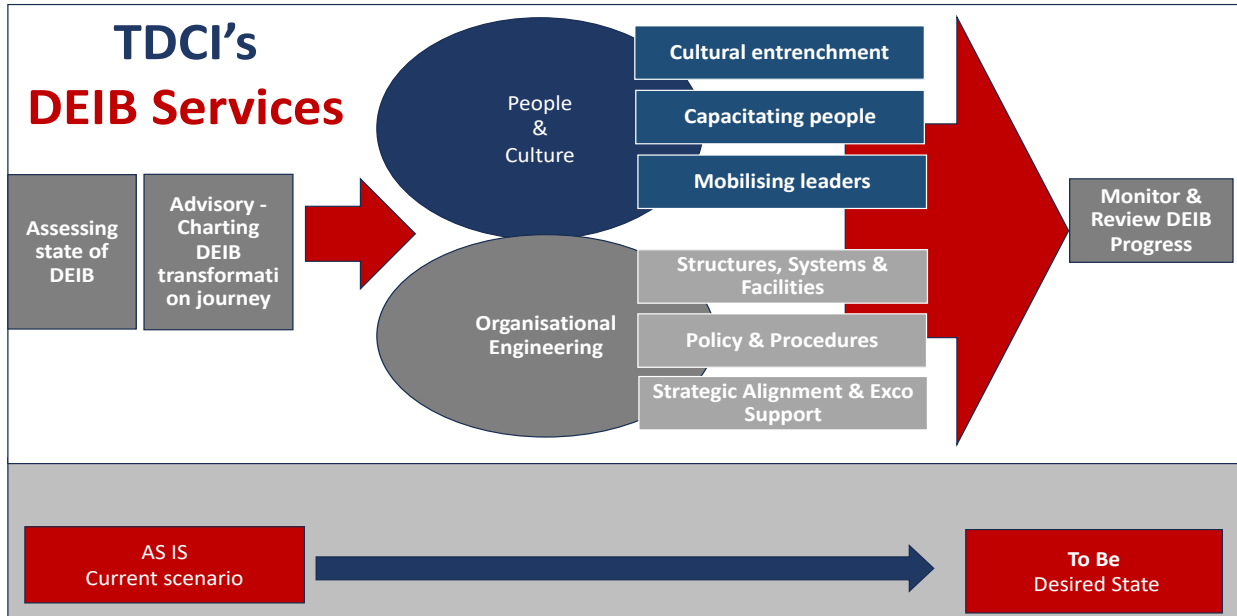 TDCI’s
DEIB Services
Assessing
state of
DEIB
Advisory -
Charting
DEIB
transformati
on journey
People
&
Culture
Cultural entrenchment
Capacitating people
Mobilising leaders
Organisational
Engineering
Structures, Systems &
Facilities
Policy & Procedures
Strategic Alignment & Exco
Support
Monitor &
Review DEIB
Progress
AS IS
Current scenario
To Be
Desired State